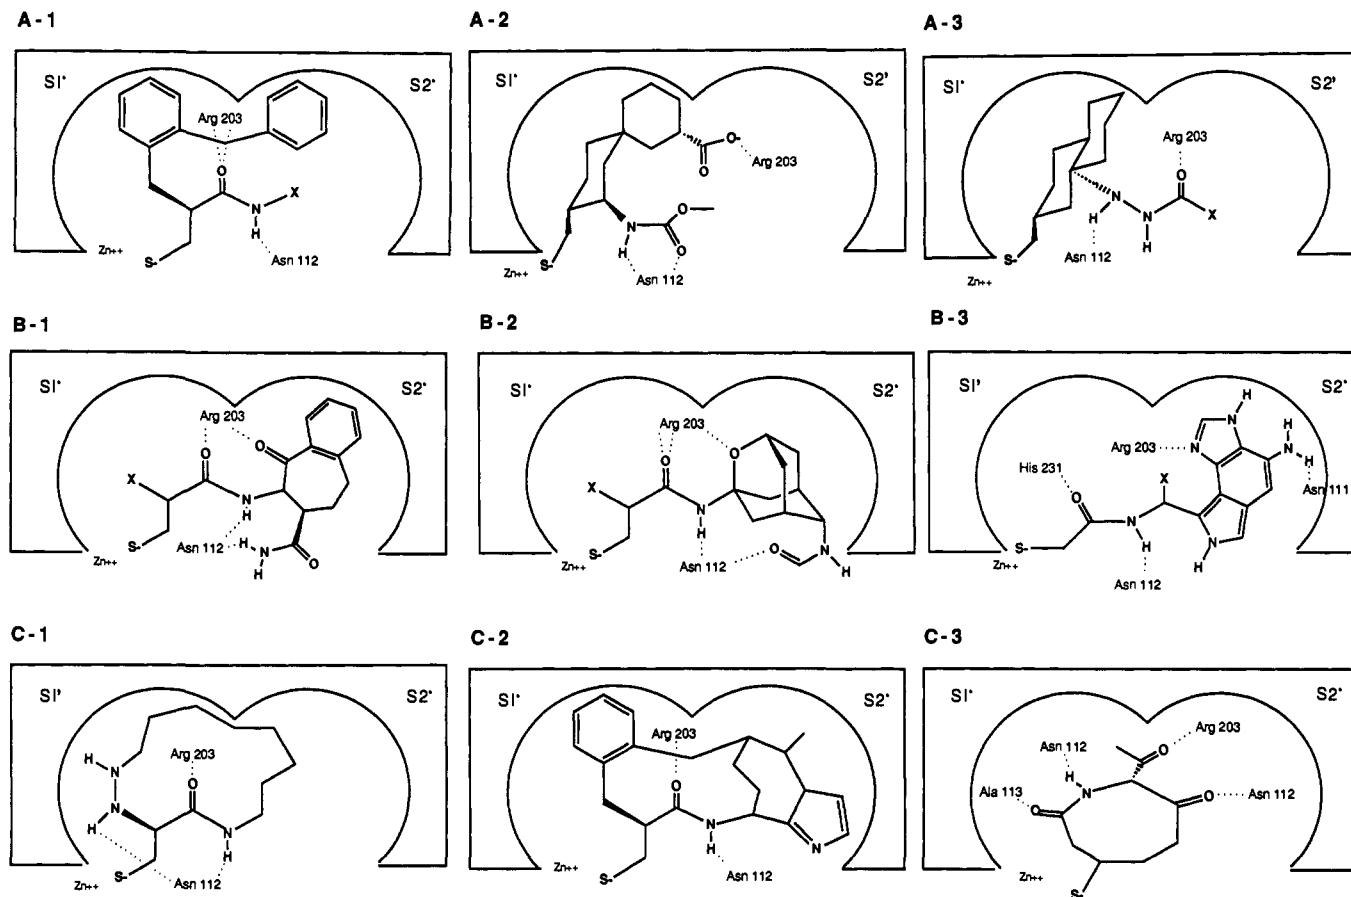 A-1
A-2
A-3
S1'
S2'
Arg 203
O
X
N
H
Zn++
S-
Asn 112
S1'
S2'
O-
O
Arg 203
O
N
H
O
S-
Zn++
Asn 112
S1'
S2'
Arg 203
O
N
H
N
H
X
Asn 112
S-
Zn++
B-1
B-2
B-3
S1'
S2'
Arg 203
O
O
X
N
H
S-
Zn++
Asn 112
H
N
H
O
S1'
S2'
Arg 203
O
O
X
N
H
S-
Zn++
Asn 112
O
N
H
S1'
S2'
H
N
H
Arg 203
N
N
H
Asn 111
His 231
X
O
N
H
N
H
S-
Zn++
Asn 112
C-1
C-2
C-3
S1'
S2'
Arg 203
H
N
O
N
H
N
H
S-
Zn++
Asn 112
S1'
S2'
Arg 203
O
N
H
N
S-
Zn++
Asn 112
S1'
S2'
Arg 203
Asn 112
O
H
N
Ala 113
O
O
Asn 112
Zn++
S-